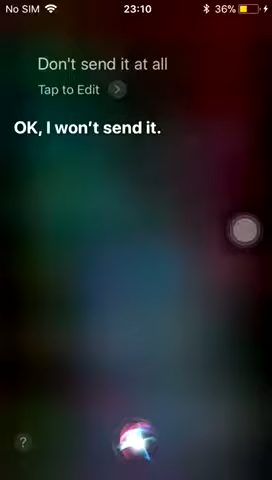 No SIM 23:10 36%
Don't send it at all
Tap to Edit
OK, I won't send it.
?